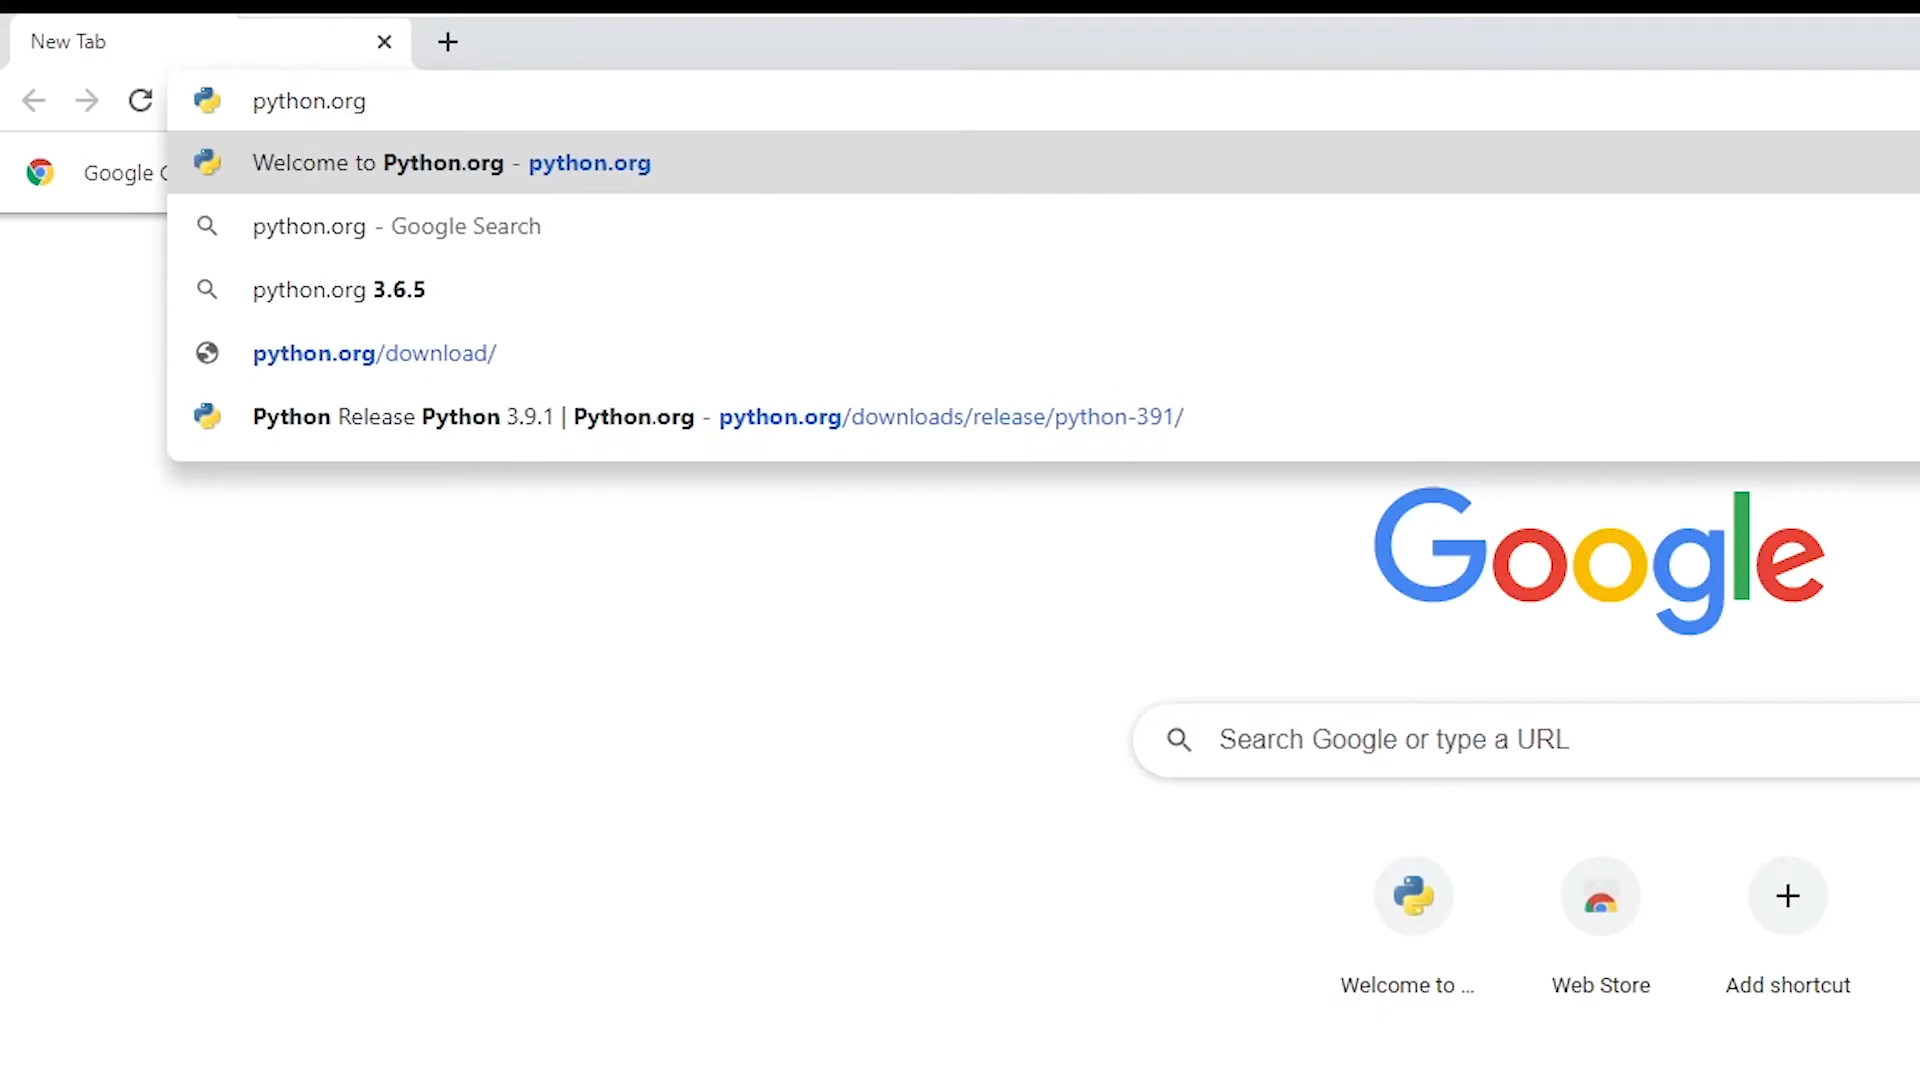 New Tab
python.org
Welcome to Python.org - python.org
Google
python.org - Google Search
python.org 3.6.5
python.org/download/
Python Release Python 3.9.1 | Python.org - python.org/downloads/release/python-391/
Google
Search Google or type a URL
Welcome to ...
Web Store
Add shortcut